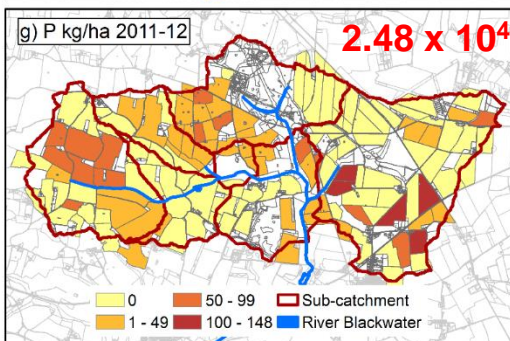 g) P kg/ha 2011-12
2.48 x 10⁴
0
50 - 99
Sub-catchment
1 - 49
100 - 148
River Blackwater